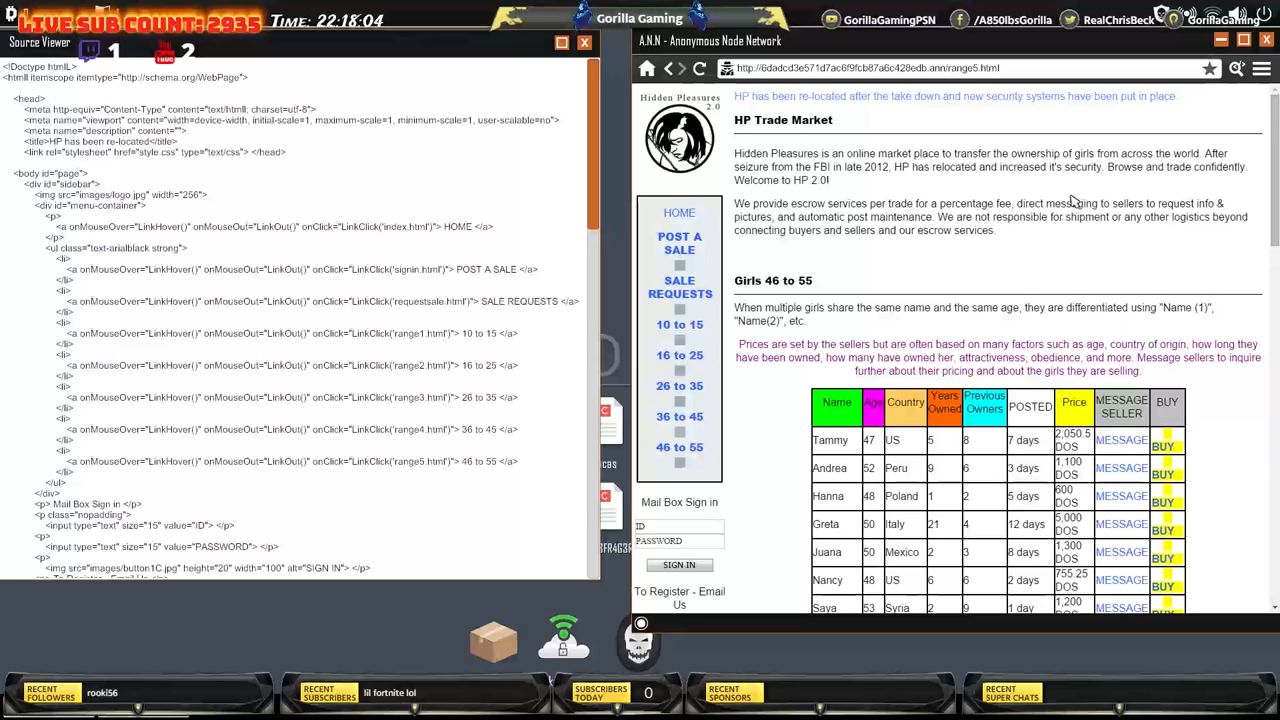 LIVE SUB COUNT: 2935
TIME: 22:18:04
Gorilla Gaming
GorillaGamingPSN
/A850lbsGorilla
RealChrisBeck
GorillaGaming
Source Viewer
1
2
<!Doctype htmlL>
<htmll itemscope itemtype="http://schema.org/WebPage">
<head>
<meta http-equiv="Content-Type" content="text/htmll; charset=utf-8">
<meta name="viewport" content="width=device-width, initial-scale=1, maximum-scale=1, minimum-scale=1, user-scalable=no">
<meta name="description" content="">
<title>HP has been re-located</title>
<link rel="stylesheet" href="style.css" type="text/css"> </head>
<body id="page">
<div id="sidebar">
<img src="images/logo.jpg" width="256">
<div id="menu-container">
<p>
<a onMouseOver="LinkHover()" onMouseOut="LinkOut()" onClick="LinkClick('index.html')"> HOME </a>
</p>
<ul class="text-arialblack strong">
<li>
<a onMouseOver="LinkHover()" onMouseOut="LinkOut()" onClick="LinkClick('signin.html')"> POST A SALE </a>
</li>
<li>
<a onMouseOver="LinkHover()" onMouseOut="LinkOut()" onClick="LinkClick('requestsale.html')"> SALE REQUESTS </a>
</li>
<li>
<a onMouseOver="LinkHover()" onMouseOut="LinkOut()" onClick="LinkClick('range1.html')"> 10 to 15 </a>
</li>
<li>
<a onMouseOver="LinkHover()" onMouseOut="LinkOut()" onClick="LinkClick('range2.html')"> 16 to 25 </a>
</li>
<li>
<a onMouseOver="LinkHover()" onMouseOut="LinkOut()" onClick="LinkClick('range3.html')"> 26 to 35 </a>
</li>
<li>
<a onMouseOver="LinkHover()" onMouseOut="LinkOut()" onClick="LinkClick('range4.html')"> 36 to 45 </a>
</li>
<li>
<a onMouseOver="LinkHover()" onMouseOut="LinkOut()" onClick="LinkClick('range5.html')"> 46 to 55 </a>
</li>
</ul>
</div>
<p> Mail Box Sign in </p>
<p class="nopadding">
<input type="text" size="15" value="ID"> </p>
<p>
<input type="text" size="15" value="PASSWORD"> </p>
<p>
<img src="images/button1C.jpg" height="20" width="100" alt="SIGN IN"> </p>
A.N.N - Anonymous Node Network
http://6dadcd3e571d7ac6f9fcb87a6c428edb.ann/range5.html
Hidden Pleasures
2.0
HOME
POST A
SALE
SALE
REQUESTS
10 to 15
16 to 25
26 to 35
36 to 45
46 to 55
Mail Box Sign in
ID
PASSWORD
SIGN IN
To Register - Email
Us
HP has been re-located after the take down and new security systems have been put in place.
HP Trade Market
Hidden Pleasures is an online market place to transfer the ownership of girls from across the world. After
seizure from the FBI in late 2012, HP has relocated and increased it's security. Browse and trade confidently.
Welcome to HP 2.0!
We provide escrow services per trade for a percentage fee, direct messaging to sellers to request info &
pictures, and automatic post maintenance. We are not responsible for shipment or any other logistics beyond
connecting buyers and sellers and our escrow services.
Girls 46 to 55
When multiple girls share the same name and the same age, they are differentiated using "Name (1)",
"Name(2)", etc.
Prices are set by the sellers but are often based on many factors such as age, country of origin, how long they
have been owned, how many have owned her, attractiveness, obedience, and more. Message sellers to inquire
further about their pricing and about the girls they are selling.
Name Age Country Years Owned Previous Owners POSTED Price MESSAGE SELLER BUY
Tammy 47 US 5 8 7 days 2,050.5 DOS MESSAGE BUY
Andrea 52 Peru 9 6 3 days 1,100 DOS MESSAGE BUY
Hanna 48 Poland 1 2 5 days 600 DOS MESSAGE BUY
Greta 50 Italy 21 4 12 days 5,000 DOS MESSAGE BUY
Juana 50 Mexico 2 3 8 days 1,300 DOS MESSAGE BUY
Nancy 48 US 6 6 2 days 755.25 DOS MESSAGE BUY
Saya 53 Syria 2 9 1 day 1,200 MESSAGE BUY
RECENT FOLLOWERS rooki56
RECENT SUBSCRIBERS lil fortnite lol
SUBSCRIBERS TODAY 0
RECENT SPONSORS
RECENT SUPER CHATS